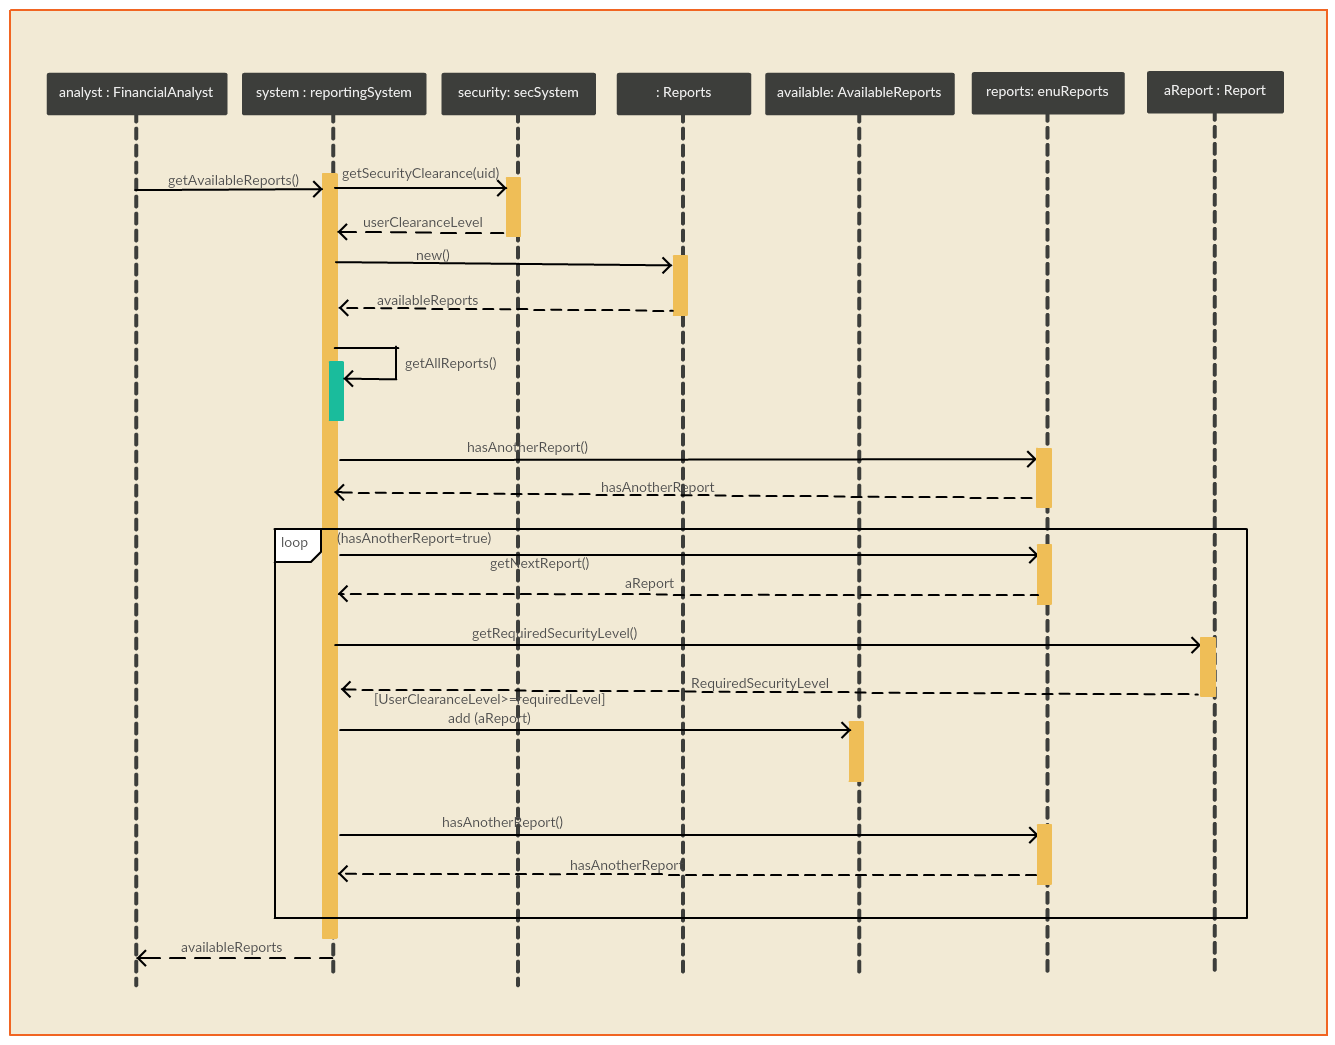 analyst : FinancialAnalyst
system : reportingSystem
security: secSystem
: Reports
available: AvailableReports
reports: enuReports
aReport : Report
getAvailableReports()
getSecurityClearance(uid)
userClearanceLevel
new()
availableReports
getAllReports()
hasAnotherReport()
hasAnotherReport
loop
(hasAnotherReport=true)
getNextReport()
aReport
getRequiredSecurityLevel()
RequiredSecurityLevel
[UserClearanceLevel>=requiredLevel]
add (aReport)
hasAnotherReport()
hasAnotherReport
availableReports